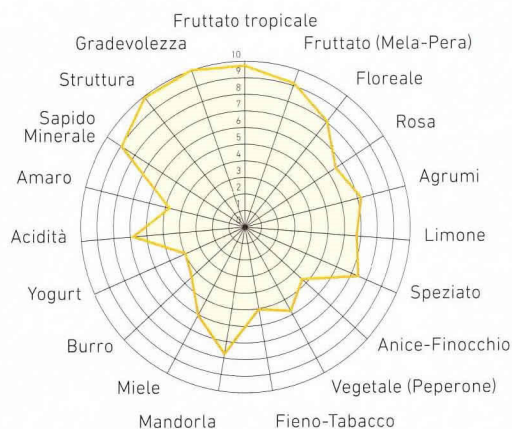 Fruttato tropicale
Fruttato (Mela-Pera)
Floreale
Rosa
Agrumi
Limone
Speziato
Anice-Finocchio
Vegetale (Peperone)
Fieno-Tabacco
Mandorla
Miele
Burro
Yogurt
Acidità
Amaro
Sapido
Minerale
Struttura
Gradevolezza
10
9
8
7
6
5
4
3
2
1